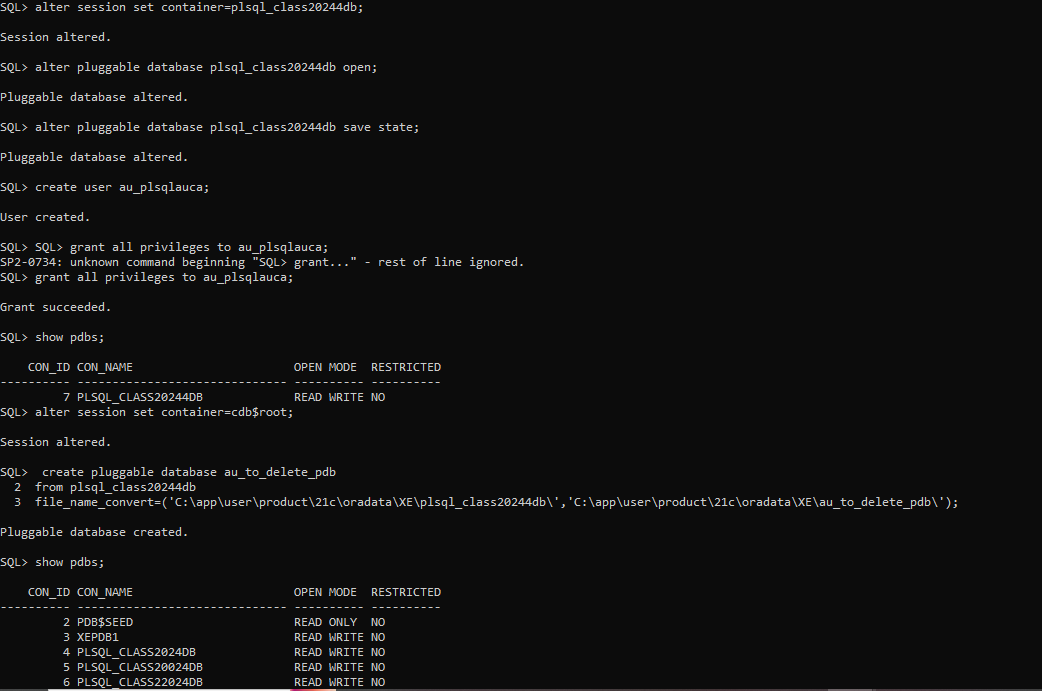 SQL> alter session set container=plsql_class20244db;
Session altered.
SQL> alter pluggable database plsql_class20244db open;
Pluggable database altered.
SQL> alter pluggable database plsql_class20244db save state;
Pluggable database altered.
SQL> create user au_plsqlauca;
User created.
SQL> SQL> grant all privileges to au_plsqlauca;
SP2-0734: unknown command beginning "SQL> grant..." - rest of line ignored.
SQL> grant all privileges to au_plsqlauca;
Grant succeeded.
SQL> show pdbs;
    CON_ID CON_NAME                       OPEN MODE  RESTRICTED
---------- ------------------------------ ---------- ----------
         7 PLSQL_CLASS20244DB             READ WRITE NO
SQL> alter session set container=cdb$root;
Session altered.
SQL>  create pluggable database au_to_delete_pdb
  2  from plsql_class20244db
  3  file_name_convert=('C:\app\user\product\21c\oradata\XE\plsql_class20244db\','C:\app\user\product\21c\oradata\XE\au_to_delete_pdb\');
Pluggable database created.
SQL> show pdbs;
    CON_ID CON_NAME                       OPEN MODE  RESTRICTED
---------- ------------------------------ ---------- ----------
         2 PDB$SEED                       READ ONLY  NO
         3 XEPDB1                         READ WRITE NO
         4 PLSQL_CLASS2024DB              READ WRITE NO
         5 PLSQL_CLASS20024DB             READ WRITE NO
         6 PLSQL_CLASS22024DB             READ WRITE NO